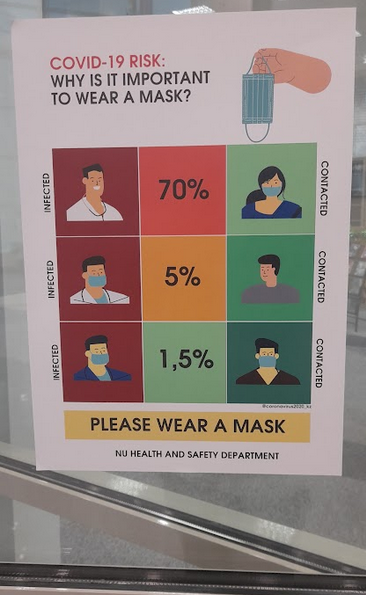 COVID-19 RISK:
WHY IS IT IMPORTANT
TO WEAR A MASK?
INFECTED
70%
CONTACTED
INFECTED
5%
CONTACTED
INFECTED
1,5%
CONTACTED
@coronavirus2020_kz
PLEASE WEAR A MASK
NU HEALTH AND SAFETY DEPARTMENT